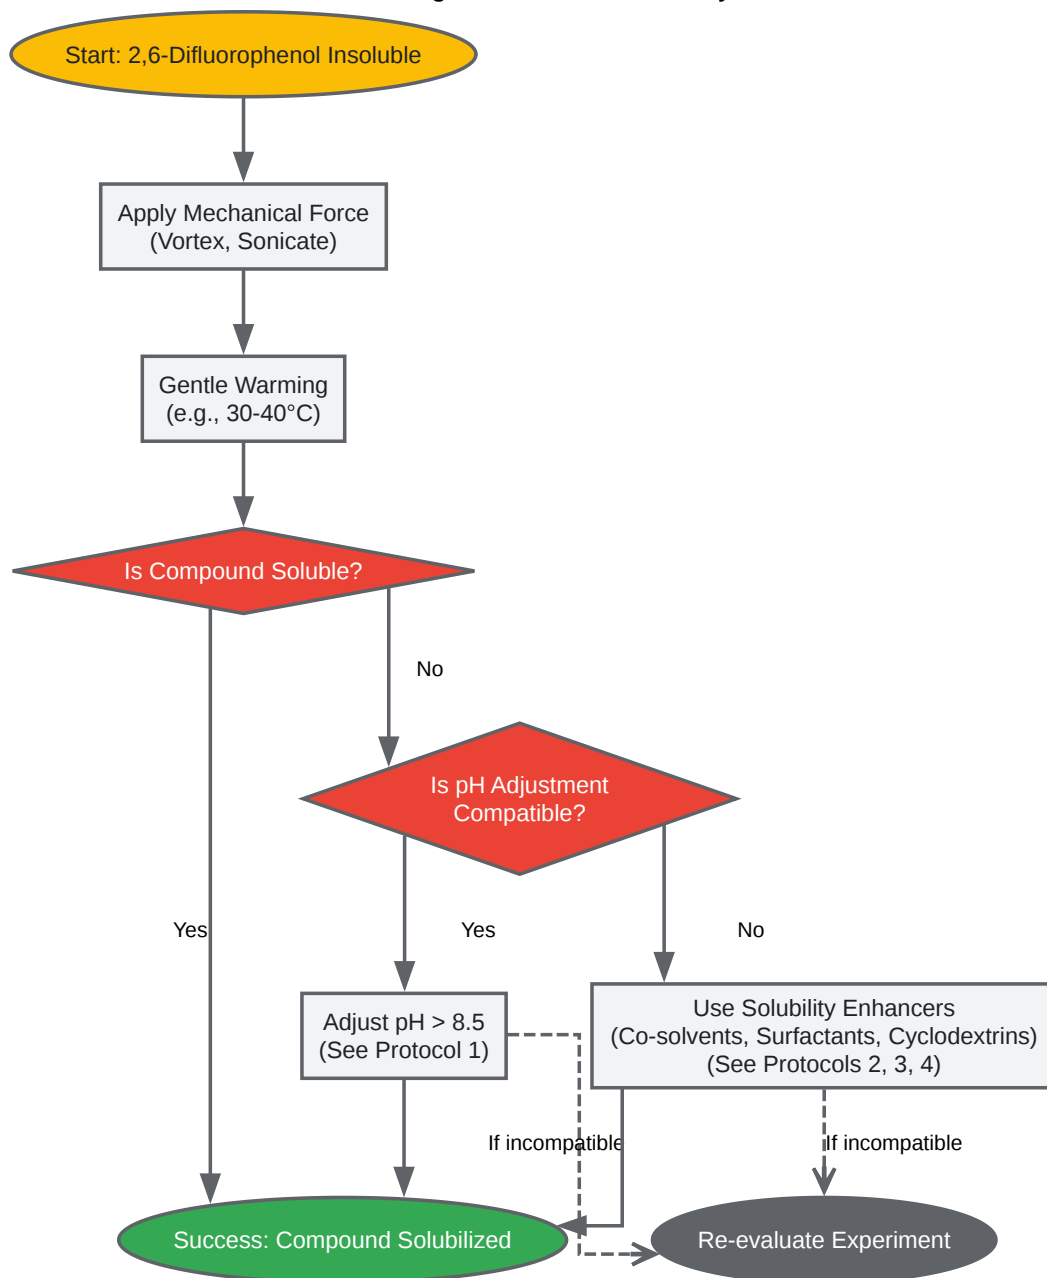 Start: 2,6-Difluorophenol Insoluble
Apply Mechanical Force
(Vortex, Sonicate)
Gentle Warming
(e.g., 30-40°C)
Is Compound Soluble?
No
Is pH Adjustment
Compatible?
Yes
Yes
No
Adjust pH > 8.5
(See Protocol 1)
Use Solubility Enhancers
(Co-solvents, Surfactants, Cyclodextrins)
(See Protocols 2, 3, 4)
If incompatible
If incompatible
Success: Compound Solubilized
Re-evaluate Experiment